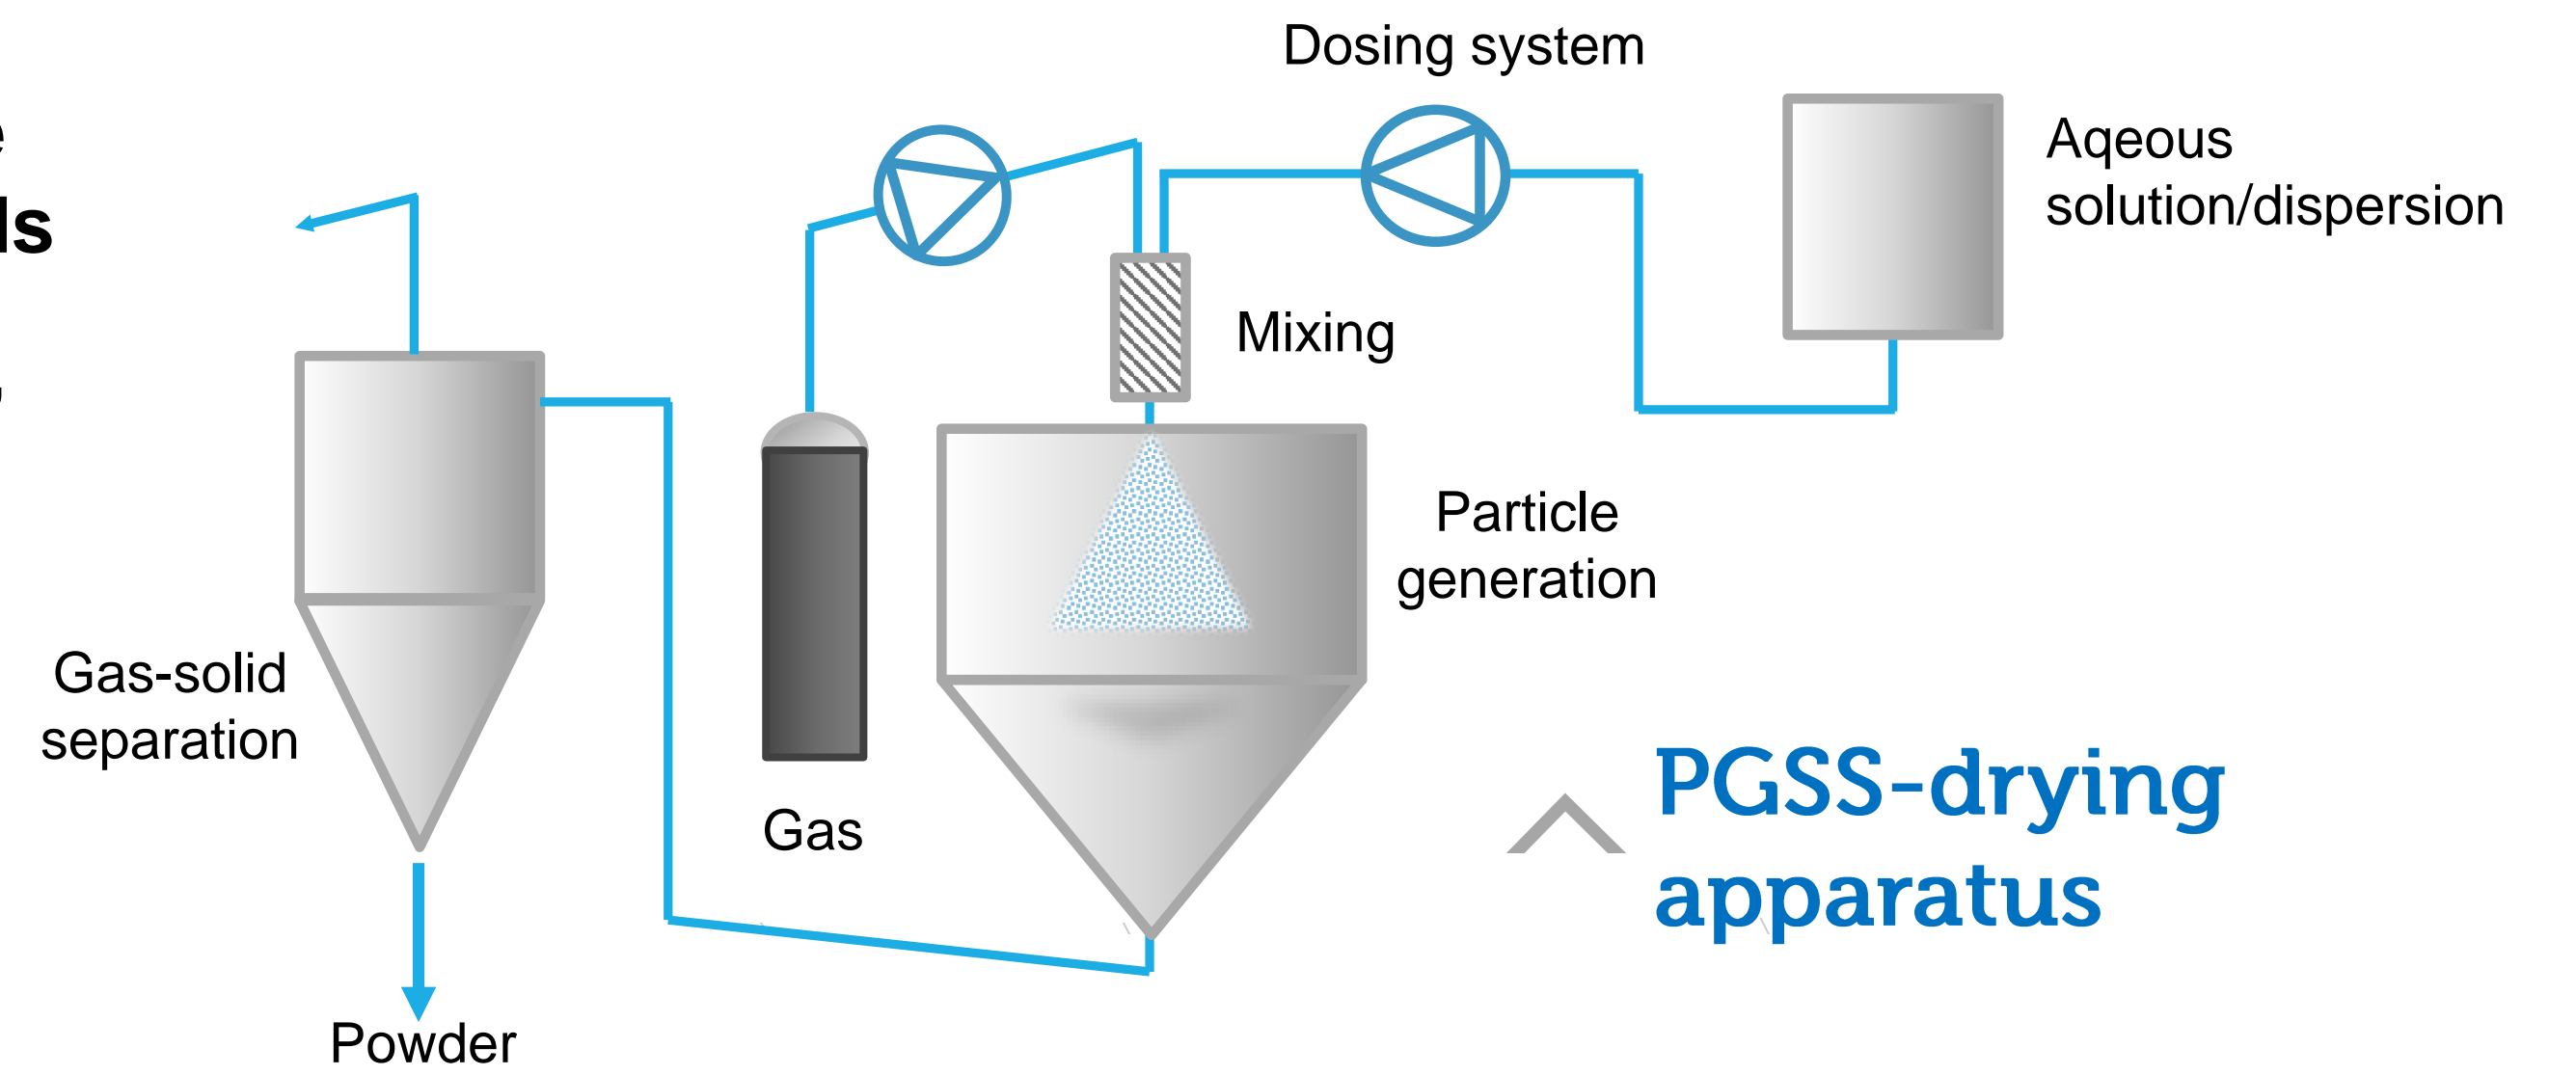 Dosing system
Aqeous
solution/dispersion
Mixing
Particle
generation
Gas-solid
separation
Gas
PGSS-drying
apparatus
Powder